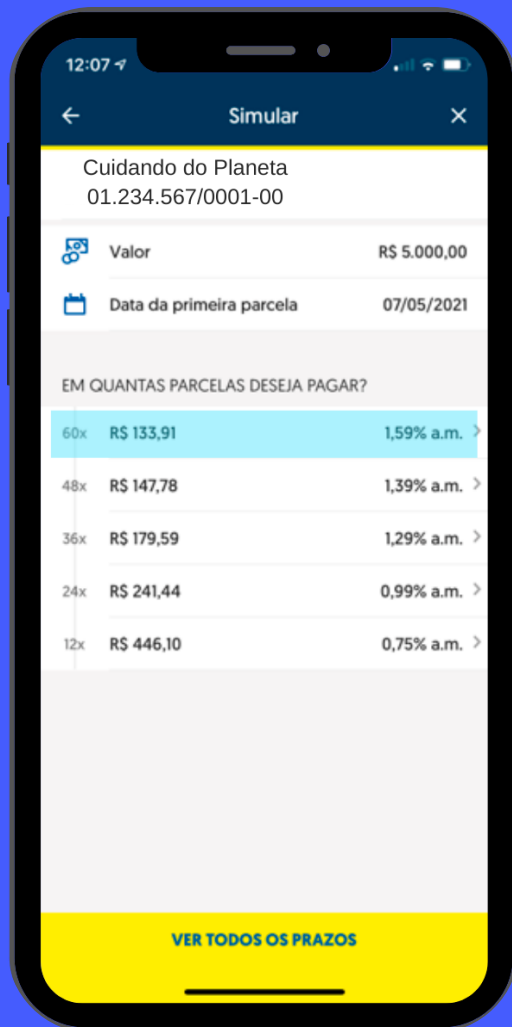 12:07
Simular
Cuidando do Planeta
01.234.567/0001-00
Valor R$ 5.000,00
Data da primeira parcela 07/05/2021
EM QUANTAS PARCELAS DESEJA PAGAR?
60x R$ 133,91 1,59% a.m.
48x R$ 147,78 1,39% a.m.
36x R$ 179,59 1,29% a.m.
24x R$ 241,44 0,99% a.m.
12x R$ 446,10 0,75% a.m.
VER TODOS OS PRAZOS